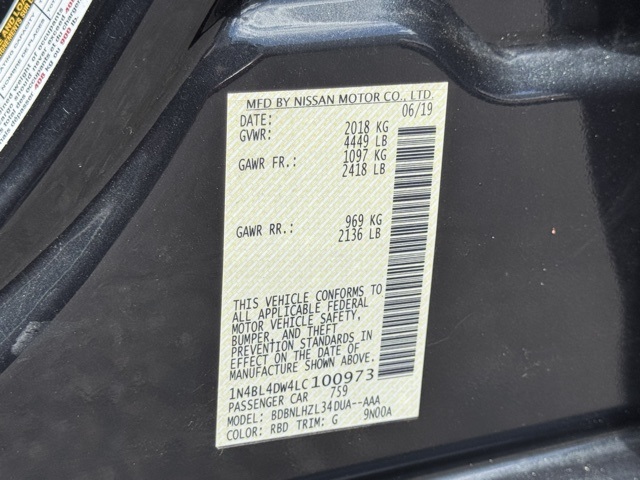 MFD BY NISSAN MOTOR CO., LTD.
DATE: 06/19
GVWR: 2018 KG
4449 LB
GAWR FR.: 1097 KG
2418 LB
GAWR RR.: 969 KG
2136 LB
THIS VEHICLE CONFORMS TO
ALL APPLICABLE FEDERAL
MOTOR VEHICLE SAFETY,
BUMPER, AND THEFT
PREVENTION STANDARDS IN
EFFECT ON THE DATE OF
MANUFACTURE SHOWN ABOVE.
1N4BL4DW4LC100973
PASSENGER CAR 759
MODEL: BDBNLHZL34DUA--AAA
COLOR: RBD TRIM: G 9N00A